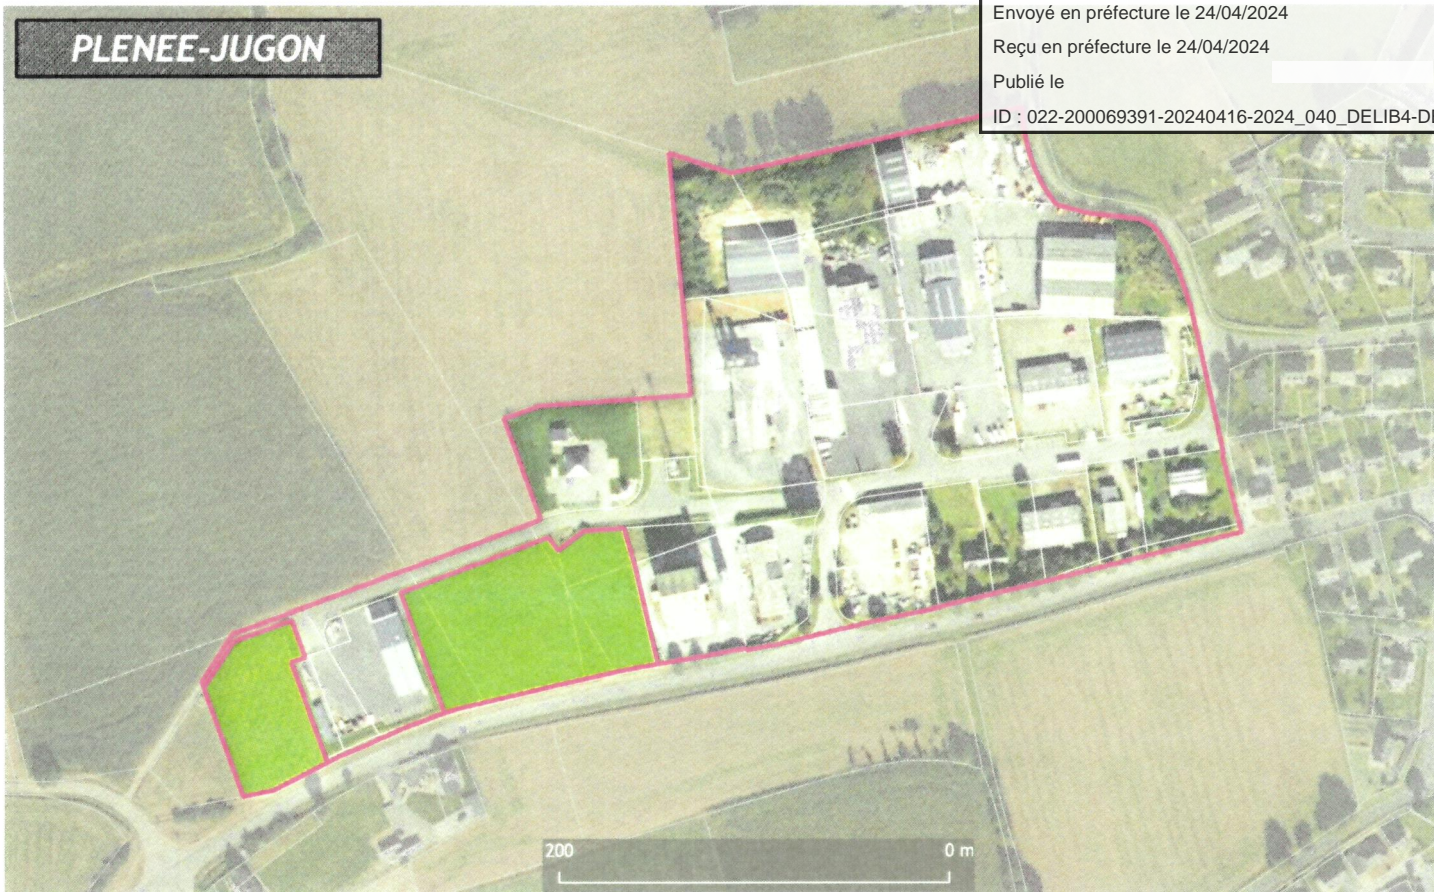 PLENEE-JUGON
Envoyé en préfecture le 24/04/2024
Reçu en préfecture le 24/04/2024
Publié le
ID : 022-200069391-20240416-2024_040_DELIB4-DE
200
0 m